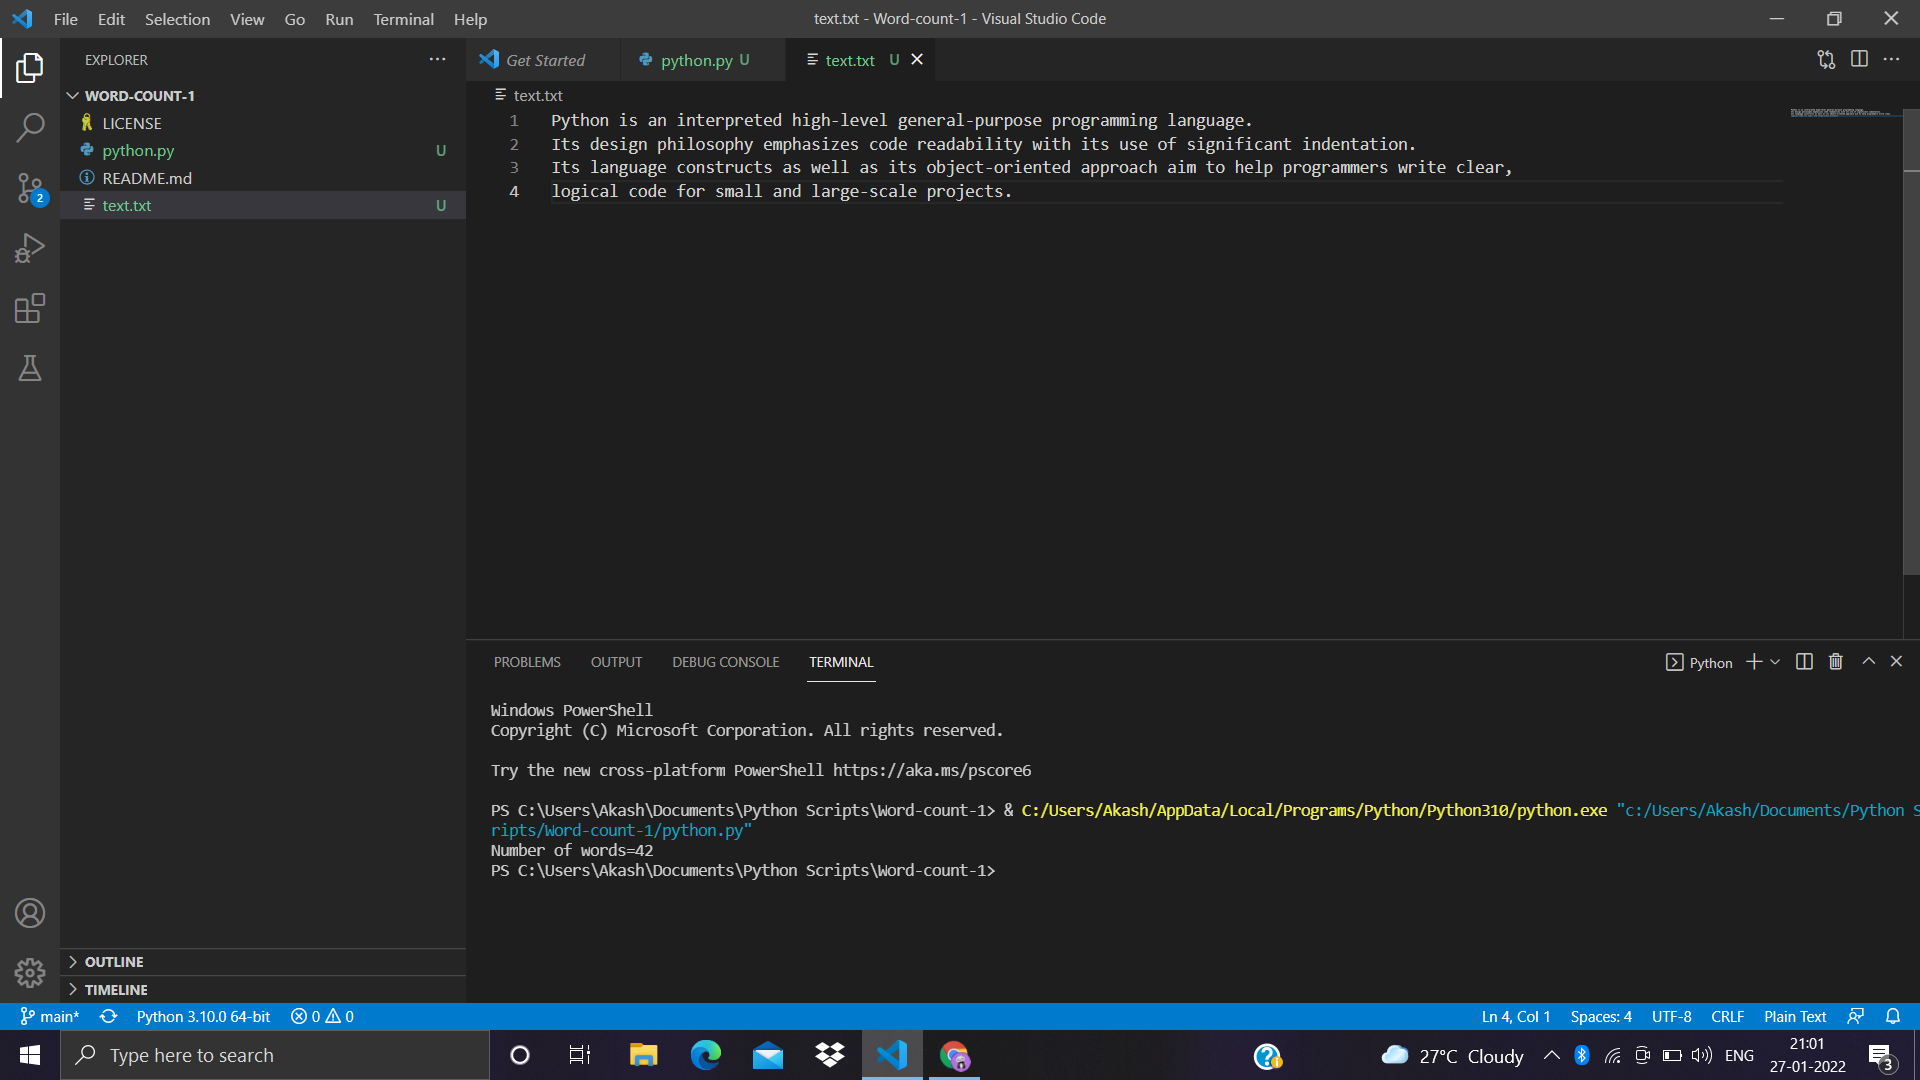 File Edit Selection View Go Run Terminal Help
text.txt - Word-count-1 - Visual Studio Code
EXPLORER
WORD-COUNT-1
LICENSE
python.py U
README.md
text.txt U
2
OUTLINE
TIMELINE
Get Started
python.py U
text.txt U
text.txt
1 Python is an interpreted high-level general-purpose programming language.
2 Its design philosophy emphasizes code readability with its use of significant indentation.
3 Its language constructs as well as its object-oriented approach aim to help programmers write clear,
4 logical code for small and large-scale projects.
PROBLEMS OUTPUT DEBUG CONSOLE TERMINAL
Python
Windows PowerShell
Copyright (C) Microsoft Corporation. All rights reserved.
Try the new cross-platform PowerShell https://aka.ms/pscore6
PS C:\Users\Akash\Documents\Python Scripts\Word-count-1> & C:/Users/Akash/AppData/Local/Programs/Python/Python310/python.exe "c:/Users/Akash/Documents/Python S
ripts/Word-count-1/python.py"
Number of words=42
PS C:\Users\Akash\Documents\Python Scripts\Word-count-1>
main* Python 3.10.0 64-bit 0 0
Ln 4, Col 1 Spaces: 4 UTF-8 CRLF Plain Text
Type here to search
27°C Cloudy
ENG
21:01
27-01-2022
3